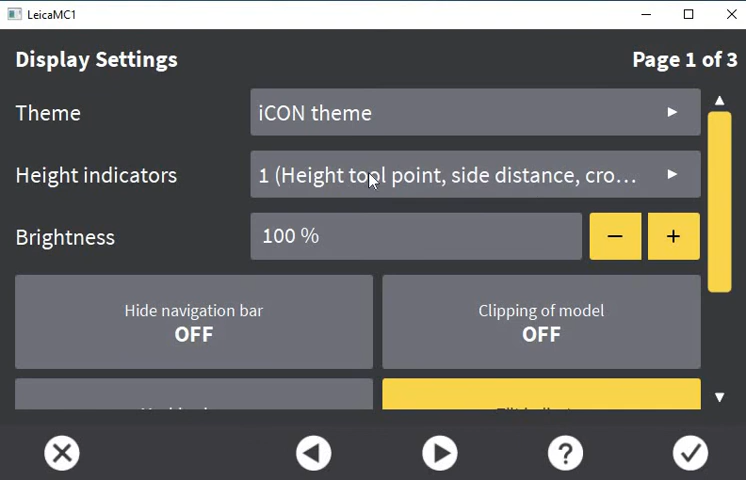 LeicaMC1
Display Settings
Page 1 of 3
Theme
iCON theme
Height indicators
1 (Height tool point, side distance, cro...
Brightness
100 %
Hide navigation bar
OFF
Clipping of model
OFF